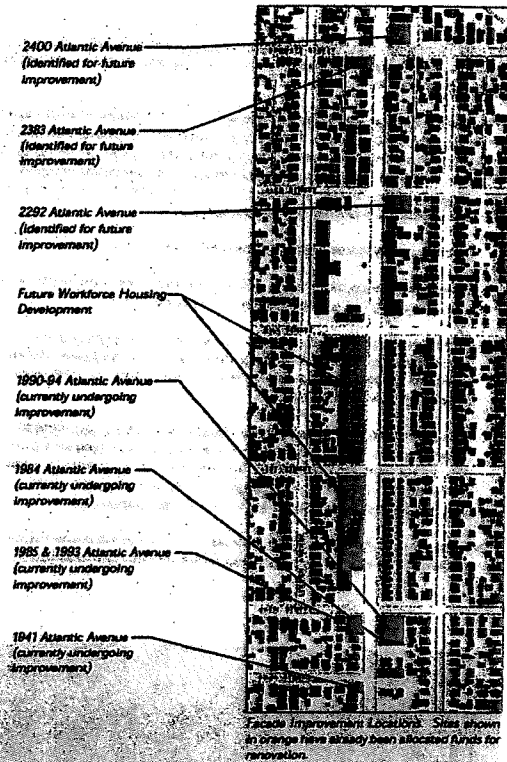 2400 Atlantic Avenue
(identified for future
improvement)
2383 Atlantic Avenue
(identified for future
improvement)
2292 Atlantic Avenue
(identified for future
improvement)
Future Workforce Housing
Development
1990-94 Atlantic Avenue
(currently undergoing
improvement)
1984 Atlantic Avenue
(currently undergoing
improvement)
1985 & 1993 Atlantic Avenue
(currently undergoing
improvement)
1941 Atlantic Avenue
(currently undergoing
improvement)
Facade Improvement Locations. Sites shown
in orange have already been allocated funds for
renovation.